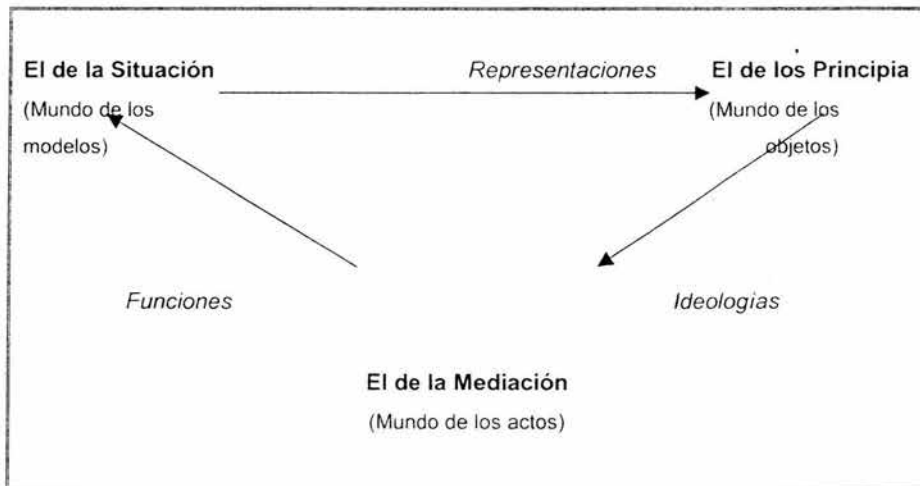 El de la Situación Representaciones El de los Principia
(Mundo de los (Mundo de los
modelos) objetos)
Funciones Ideologias
El de la Mediación
(Mundo de los actos)